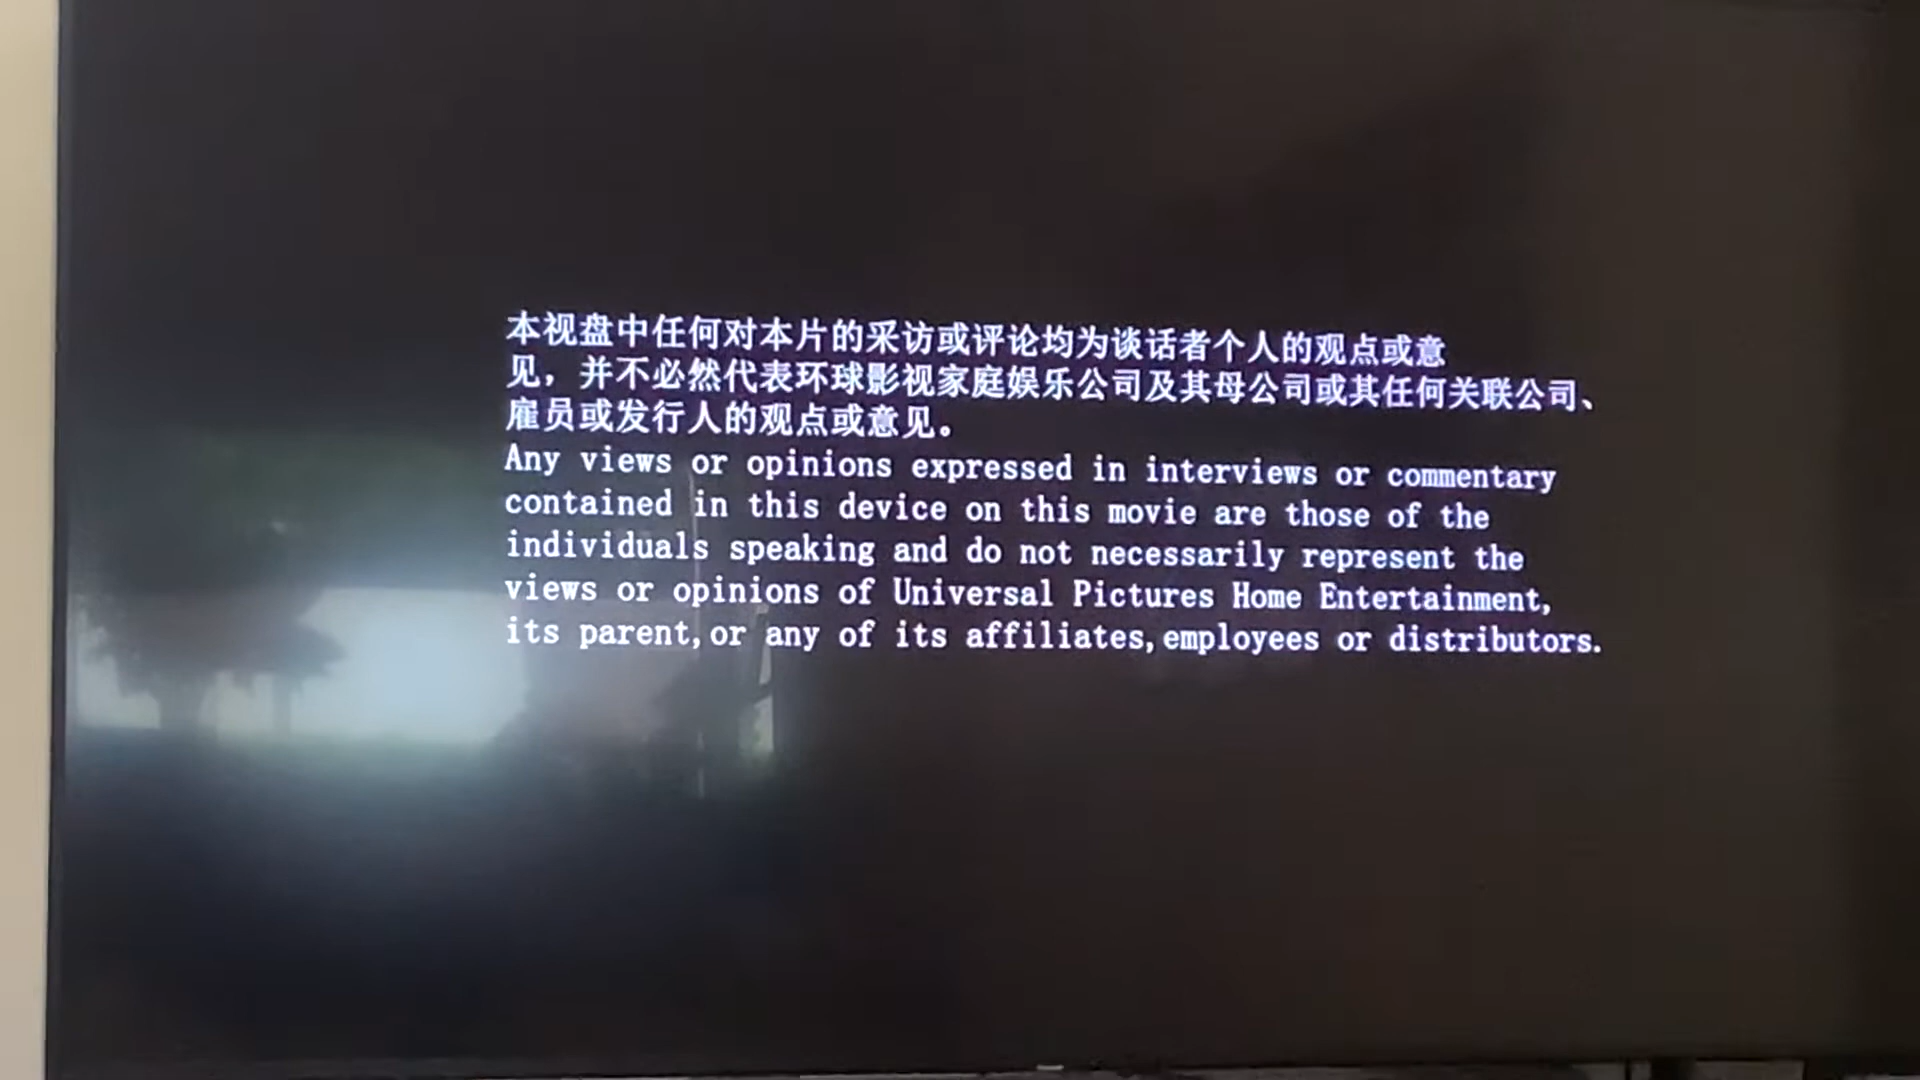 本视盘中任何对本片的采访或评论均为谈话者个人的观点或意
见，并不必然代表环球影视家庭娱乐公司及其母公司或其任何关联公司、
雇员或发行人的观点或意见。
Any views or opinions expressed in interviews or commentary
contained in this device on this movie are those of the
individuals speaking and do not necessarily represent the
views or opinions of Universal Pictures Home Entertainment,
its parent,or any of its affiliates,employees or distributors.